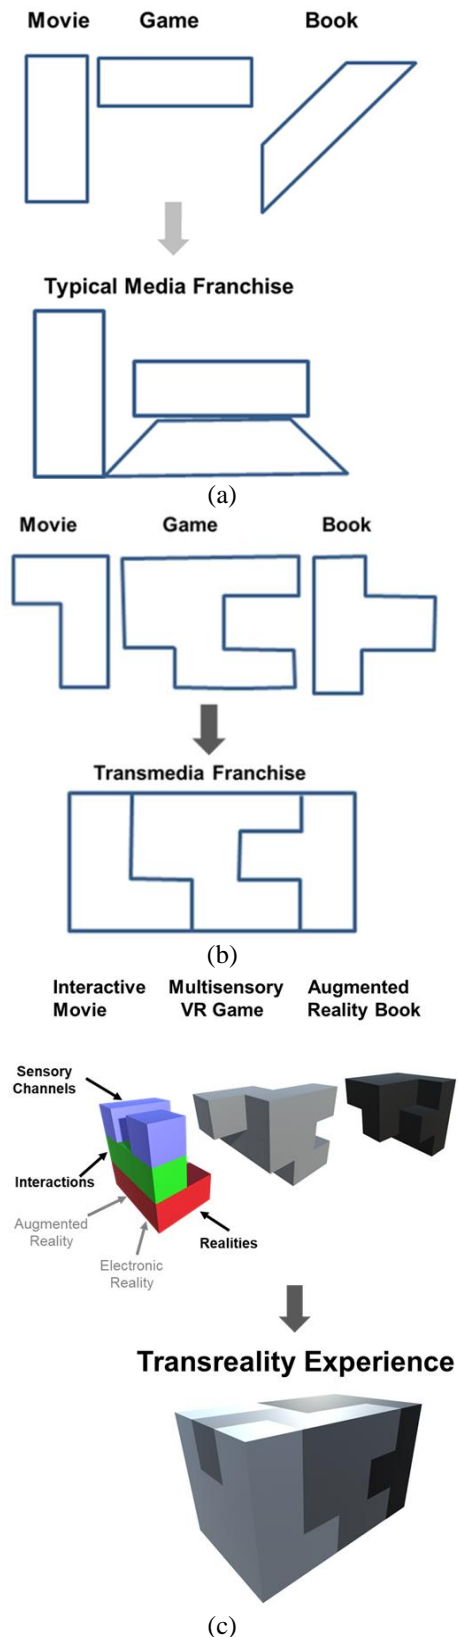 Movie Game Book
Typical Media Franchise
(a)
Movie Game Book
Transmedia Franchise
(b)
Interactive
Movie
Multisensory
VR Game
Augmented
Reality Book
Sensory
Channels
Interactions
Augmented
Reality
Electronic
Reality
Realities
Transreality Experience
(c)